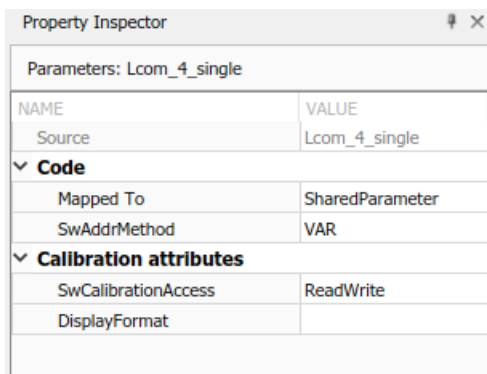 Property Inspector
Parameters: Lcom_4_single
NAME VALUE
Source Lcom_4_single
Code
Mapped To SharedParameter
SwAddrMethod VAR
Calibration attributes
SwCalibrationAccess ReadWrite
DisplayFormat